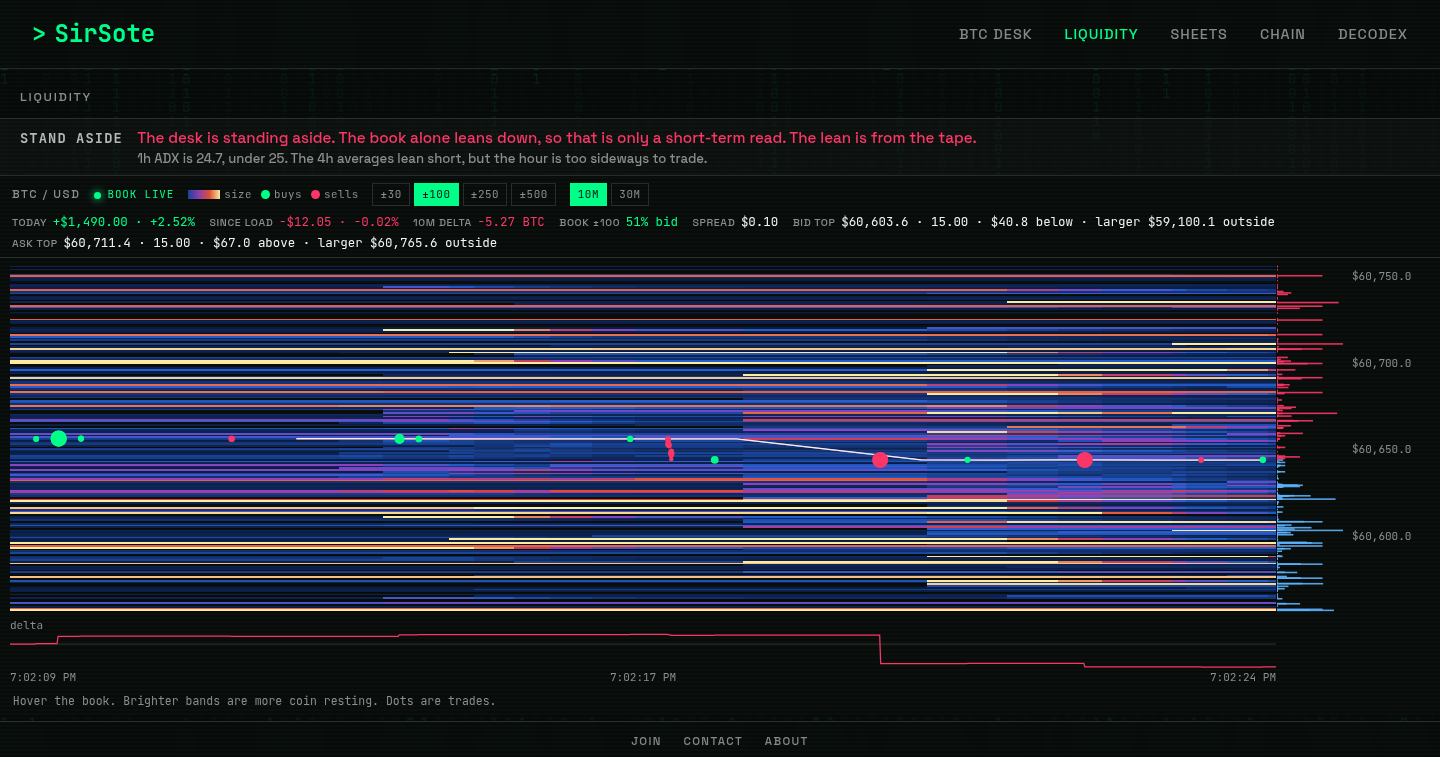 > SirSote
BTC DESK LIQUIDITY SHEETS CHAIN DECODEX
LIQUIDITY
STAND ASIDE The desk is standing aside. The book alone leans down, so that is only a short-term read. The lean is from the tape.
1h ADX is 24.7, under 25. The 4h averages lean short, but the hour is too sideways to trade.
BTC / USD BOOK LIVE size buys sells ±30 ±100 ±250 ±500 10M 30M
TODAY +$1,490.00 · +2.52% SINCE LOAD -$12.05 · -0.02% 10M DELTA -5.27 BTC BOOK ±100 51% bid SPREAD $0.10 BID TOP $60,603.6 · 15.00 · $40.8 below · larger $59,100.1 outside
ASK TOP $60,711.4 · 15.00 · $67.0 above · larger $60,765.6 outside
$60,750.0
$60,700.0
$60,650.0
$60,600.0
delta
7:02:09 PM 7:02:17 PM 7:02:24 PM
Hover the book. Brighter bands are more coin resting. Dots are trades.
JOIN CONTACT ABOUT